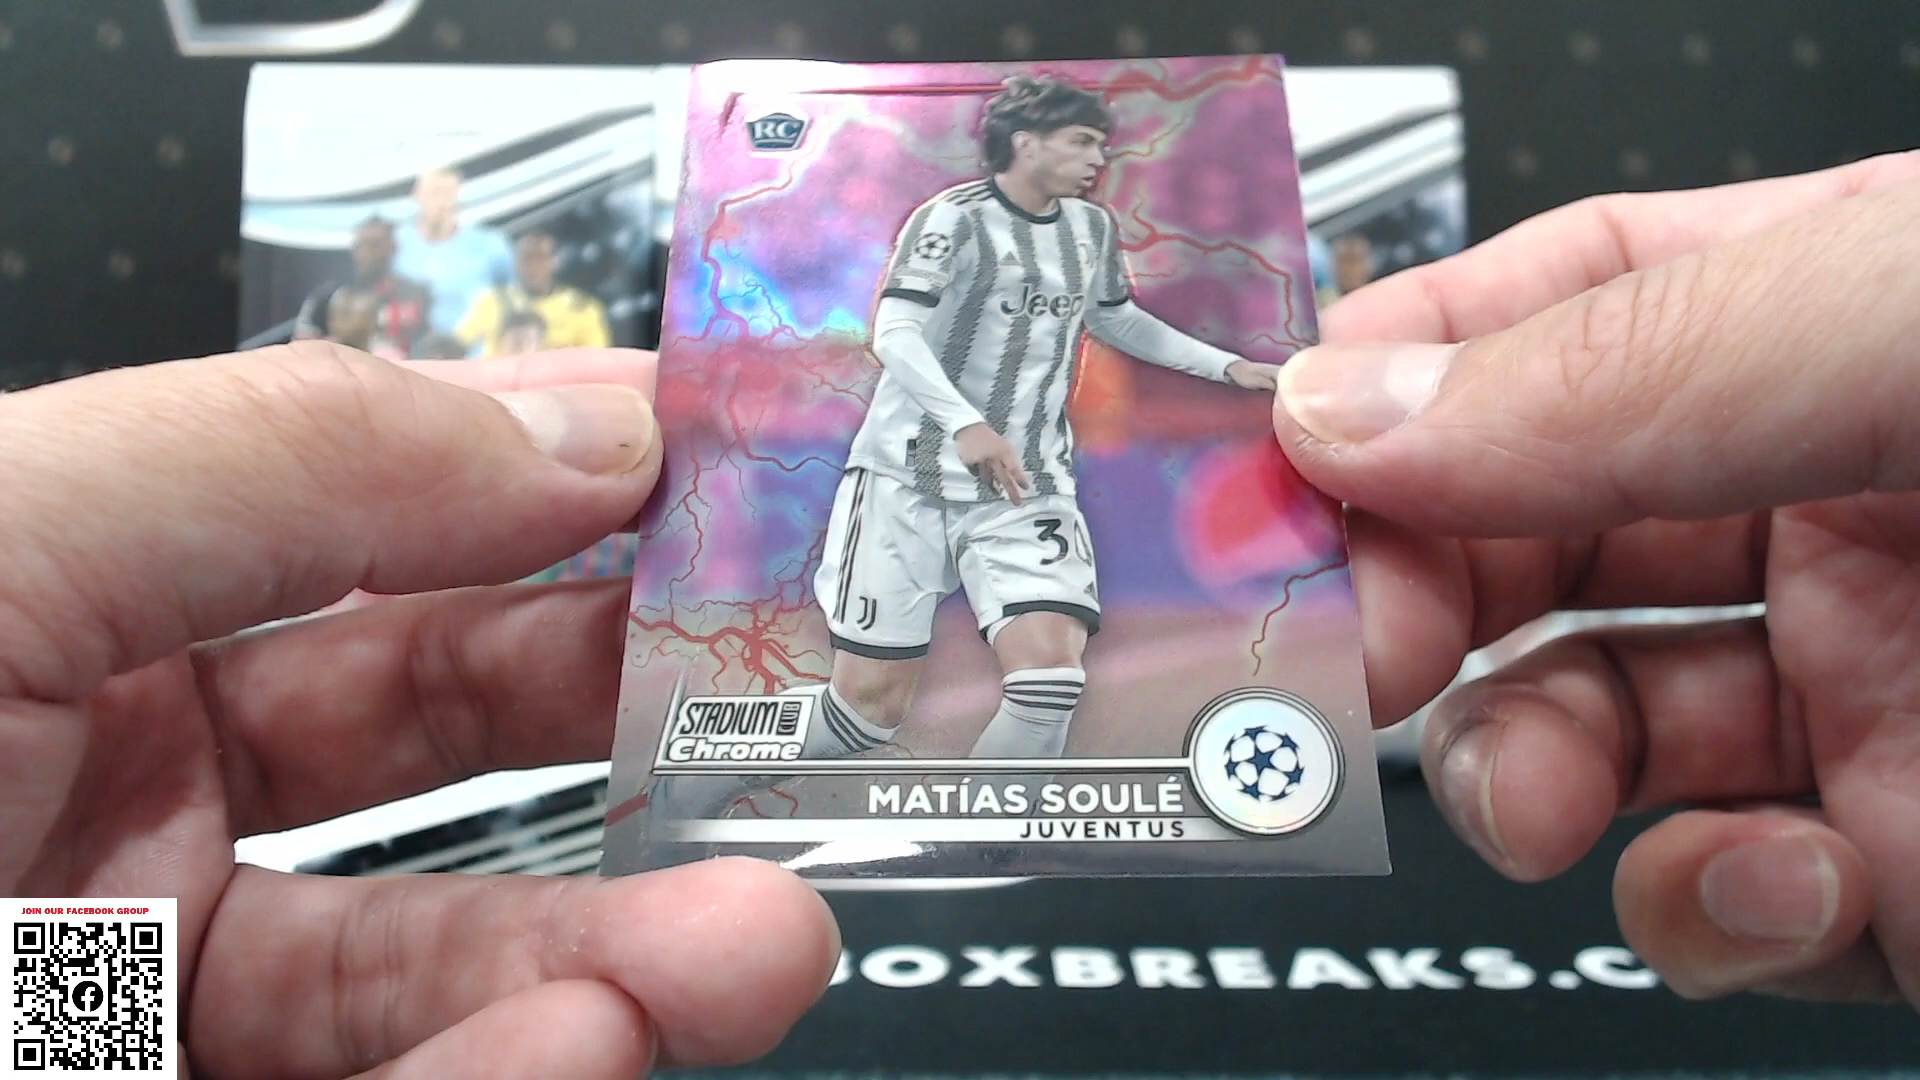 RC
Jeep
30
STADIUM CLUB
Chrome
MATÍAS SOULÉ
JUVENTUS
OXBREAKS.C
JOIN OUR FACEBOOK GROUP